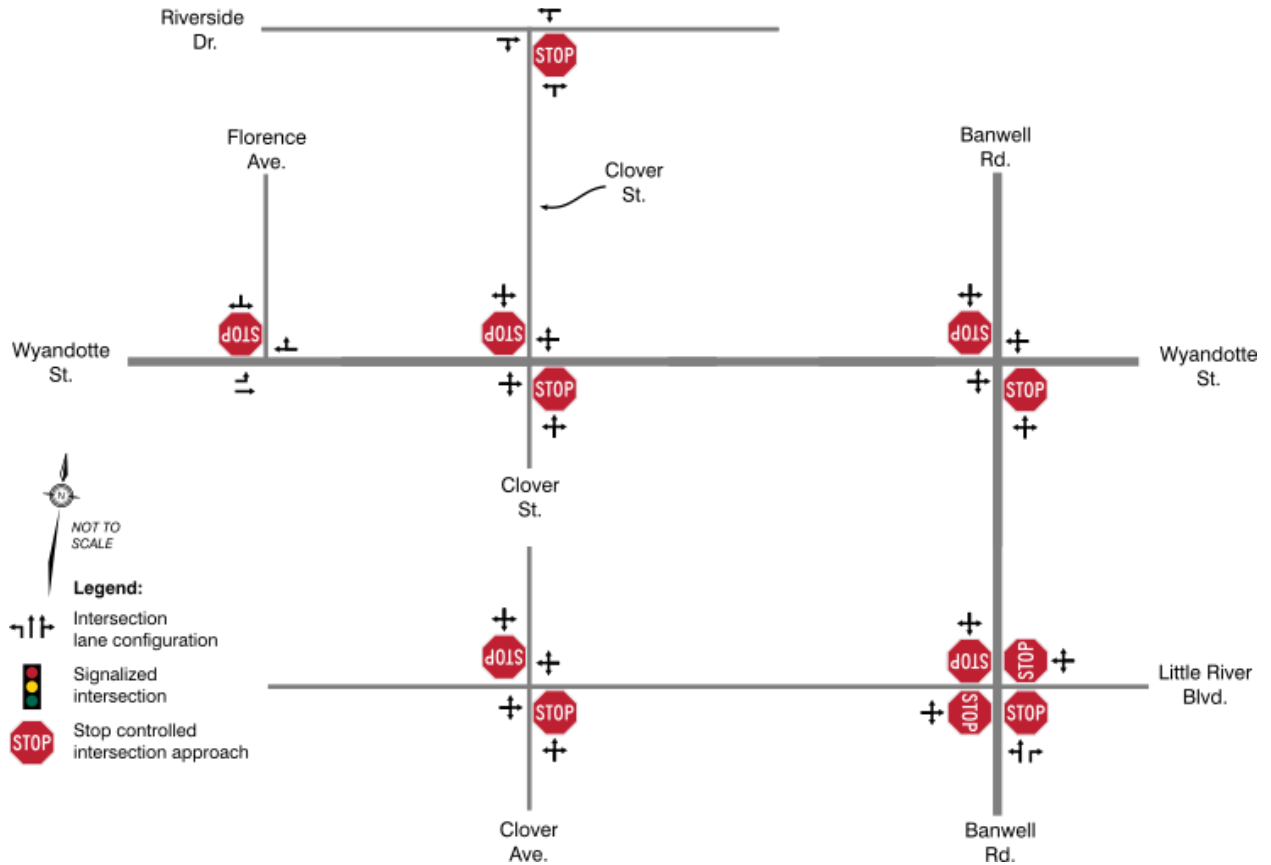 Riverside
Dr.
STOP
Florence
Ave.
Clover
St.
Banwell
Rd.
STOP
STOP
STOP
Wyandotte
St.
Wyandotte
St.
STOP
STOP
Clover
St.
N
NOT TO
SCALE
Legend:
Intersection
lane configuration
Signalized
intersection
STOP
Stop controlled
intersection approach
STOP
STOP
STOP
STOP
STOP
STOP
Little River
Blvd.
Clover
Ave.
Banwell
Rd.